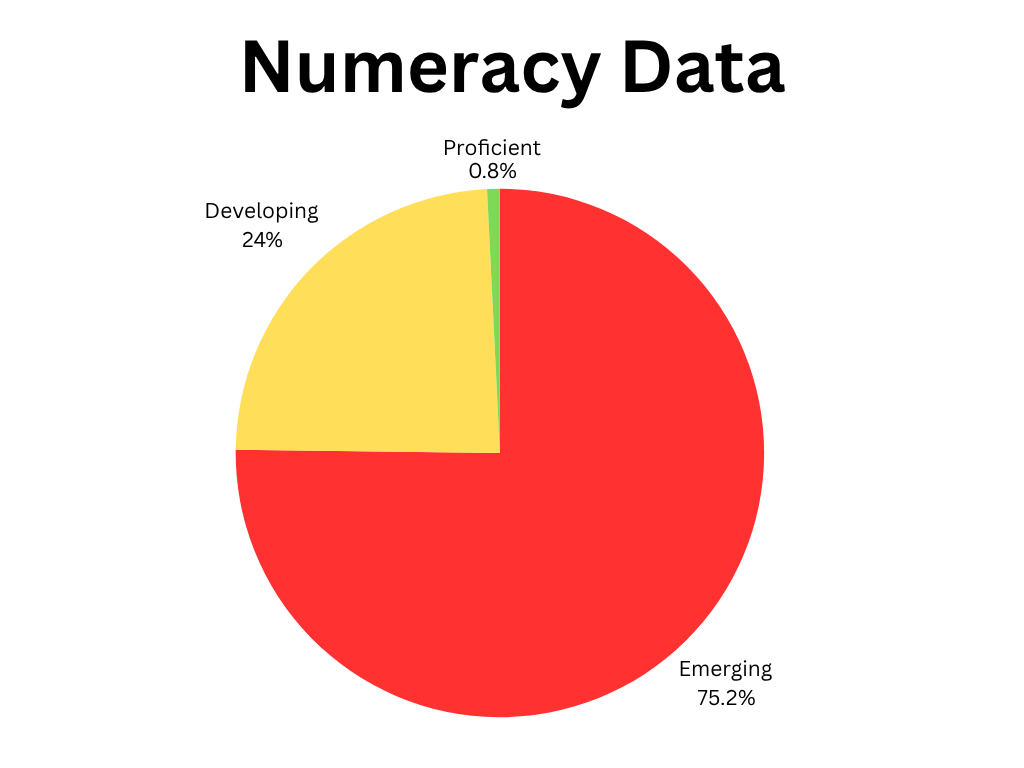 Numeracy Data
Proficient
0.8%
Developing
24%
Emerging
75.2%